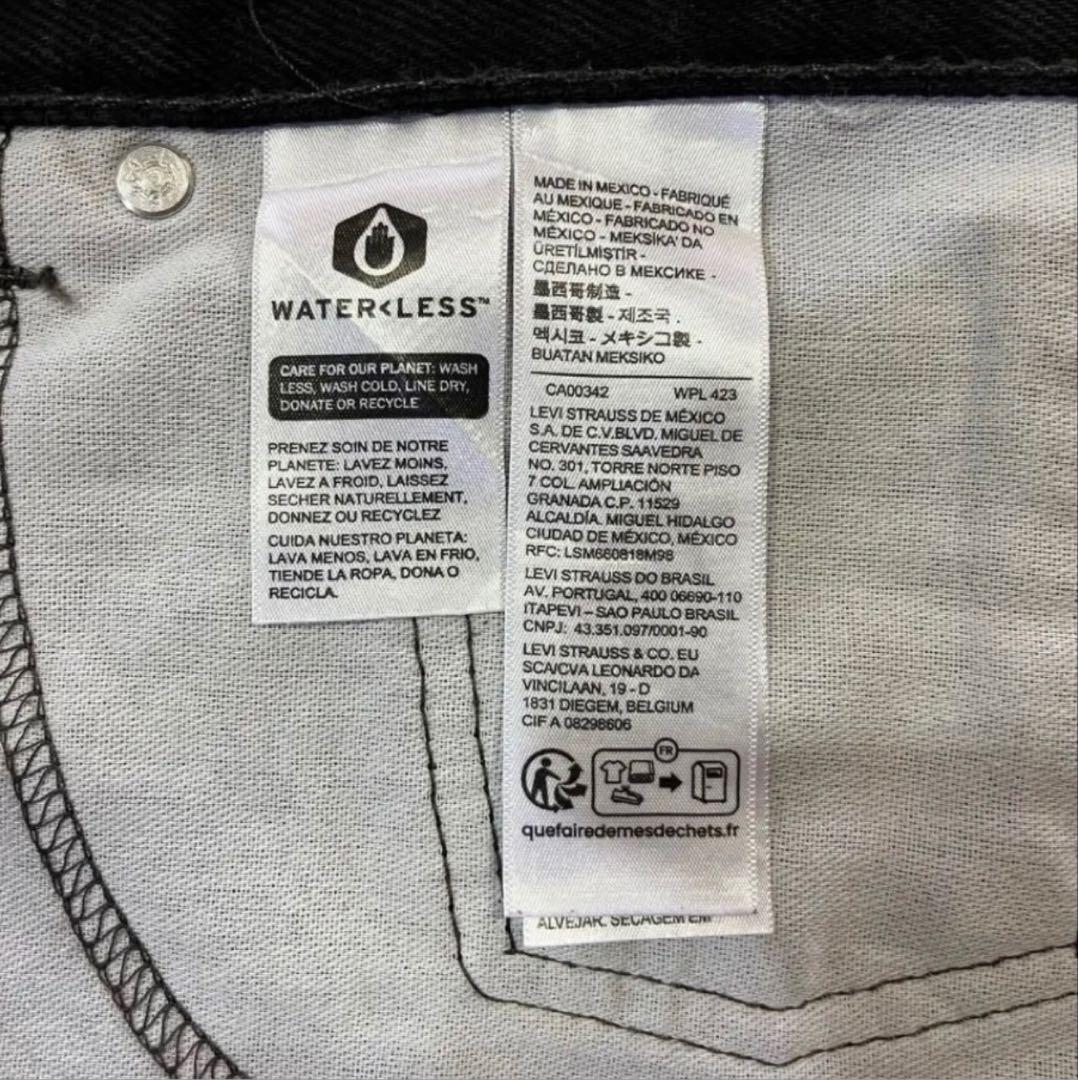 WATER<LESS™
CARE FOR OUR PLANET: WASH
LESS, WASH COLD, LINE DRY,
DONATE OR RECYCLE
PRENEZ SOIN DE NOTRE
PLANETE: LAVEZ MOINS,
LAVEZ A FROID, LAISSEZ
SECHER NATURELLEMENT,
DONNEZ OU RECYCLEZ
CUIDA NUESTRO PLANETA:
LAVA MENOS, LAVA EN FRIO,
TIENDE LA ROPA, DONA O
RECICLA.
MADE IN MEXICO - FABRIQUÉ
AU MEXIQUE - FABRICADO EN
MÉXICO - FABRICADO NO
MÉXICO - MEKSİKA' DA
ÜRETİLMİŞTİR -
СДЕЛАНО В МЕКСИКЕ -
墨西哥制造 -
墨西哥製 - 제조국 .
멕시코 - メキシコ製 -
BUATAN MEKSIKO
CA00342 WPL 423
LEVI STRAUSS DE MÉXICO
S.A. DE C.V.BLVD. MIGUEL DE
CERVANTES SAAVEDRA
NO. 301, TORRE NORTE PISO
7 COL. AMPLIACIÓN
GRANADA C.P. 11529
ALCALDÍA. MIGUEL HIDALGO
CIUDAD DE MÉXICO, MÉXICO
RFC: LSM660818M98
LEVI STRAUSS DO BRASIL
AV. PORTUGAL, 400 06690-110
ITAPEVI – SAO PAULO BRASIL
CNPJ: 43.351.097/0001-90
LEVI STRAUSS & CO. EU
SCA/CVA LEONARDO DA
VINCILAAN, 19 - D
1831 DIEGEM, BELGIUM
CIF A 08298606
FR
quefairedemesdechets.fr
ALVEJAR. SECAGEM EM